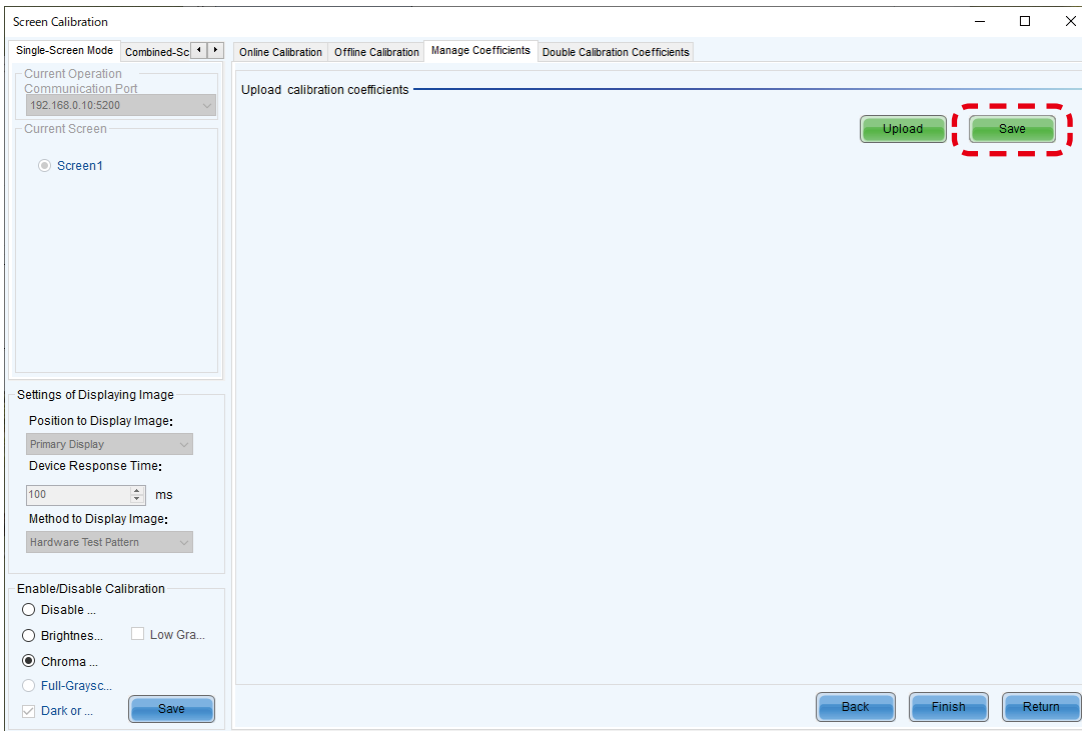 Screen Calibration
Single-Screen Mode Combined-Sc
Current Operation
Communication Port
192.168.0.10:5200
Current Screen
Screen1
Settings of Displaying Image
Position to Display Image:
Primary Display
Device Response Time:
100 ms
Method to Display Image:
Hardware Test Pattern
Enable/Disable Calibration
Disable ...
Brightnes... Low Gra...
Chroma ...
Full-Graysc...
Dark or ... Save
Online Calibration Offline Calibration Manage Coefficients Double Calibration Coefficients
Upload calibration coefficients
Upload Save
Back Finish Return